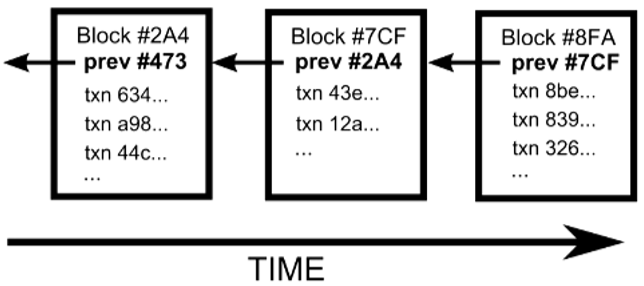 Block #2A4
prev #473
txn 634...
txn a98...
txn 44c...
...
Block #7CF
prev #2A4
txn 43e...
txn 12a...
...
Block #8FA
prev #7CF
txn 8be...
txn 839...
txn 326...
...
TIME